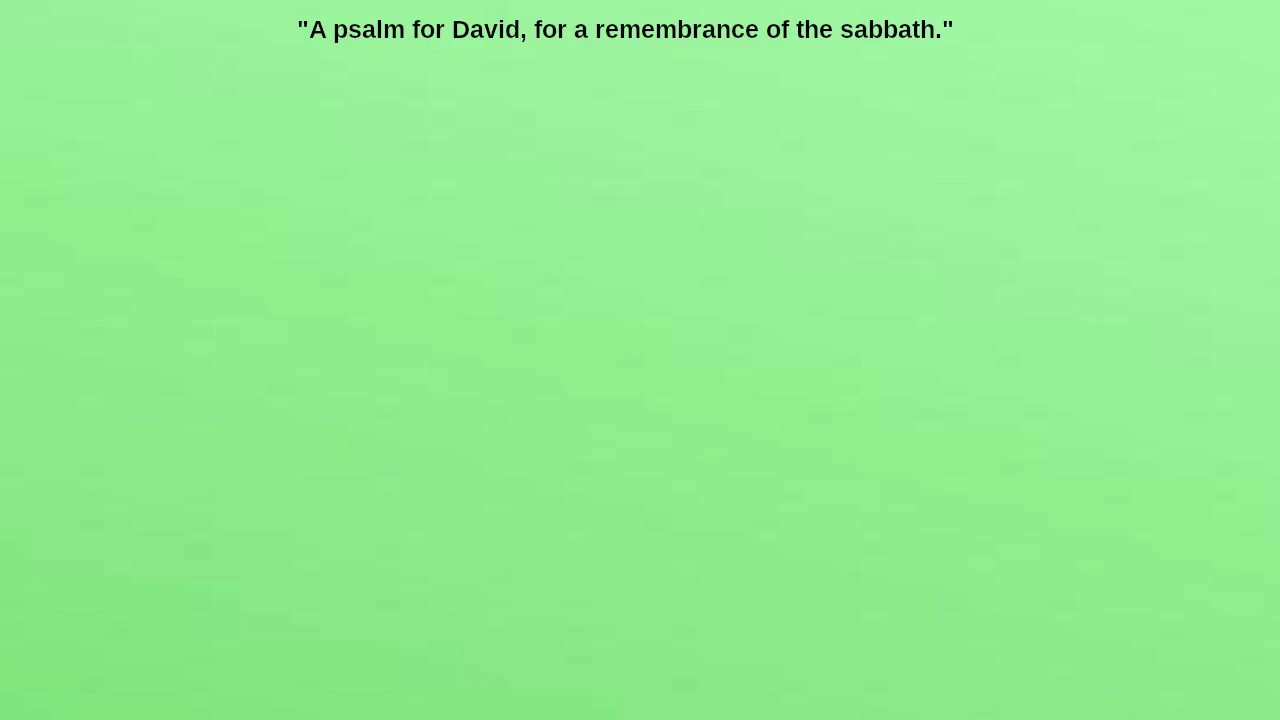 "A psalm for David, for a remembrance of the sabbath."